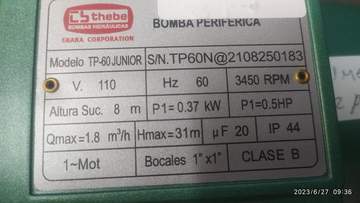 thebe
BOMBAS HIDRÁULICAS
EBARA CORPORATION
BOMBA PERIFÉRICA
Modelo TP-60 JUNIOR S/N.TP60N@2108250183
V. 110 Hz 60 3450 RPM
Altura Suc. 8 m P1= 0.37 kW P1=0.5HP
Qmax=1.8 m³/h Hmax=31m µF 20 IP 44
1~Mot Bocales 1" x1" CLASE B
2023/6/27 09:36